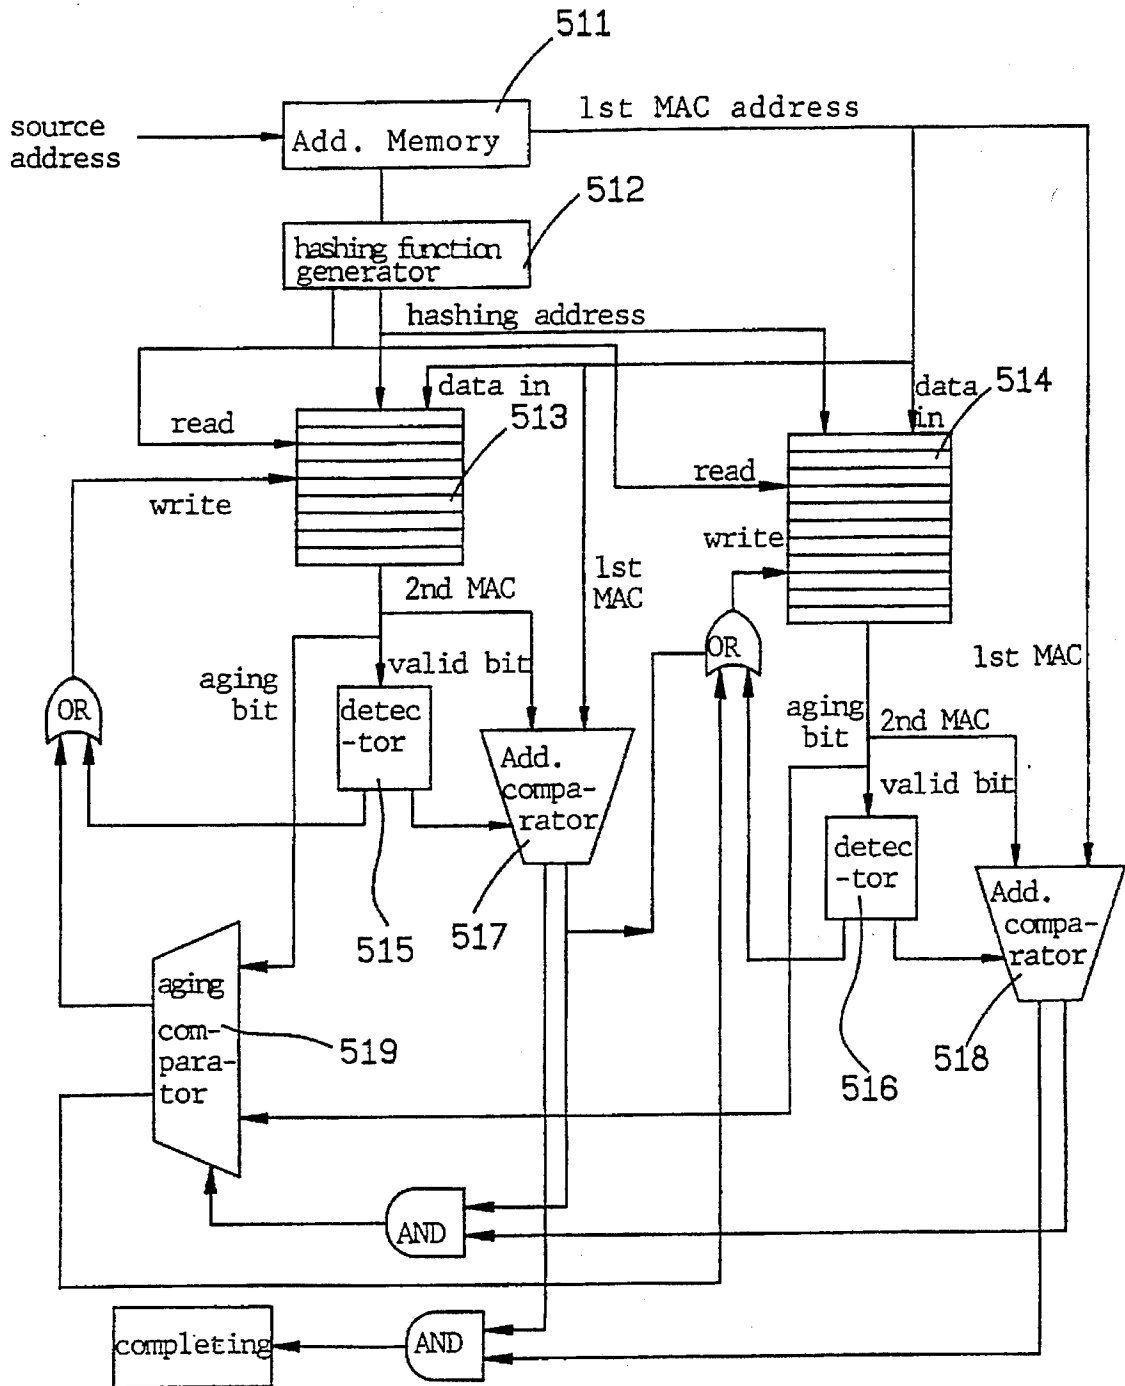 511
source
address
Add. Memory
1st MAC address
512
hashing function
generator
hashing address
data in
data
in
513
514
read
write
read
write
2nd MAC
1st
MAC
aging
bit
valid bit
OR
detec
-tor
Add.
compa-
rator
OR
1st MAC
aging
bit
2nd MAC
valid bit
detec
-tor
Add.
compa-
rator
515
517
516
518
aging
com-
para-
tor
519
AND
completing
AND